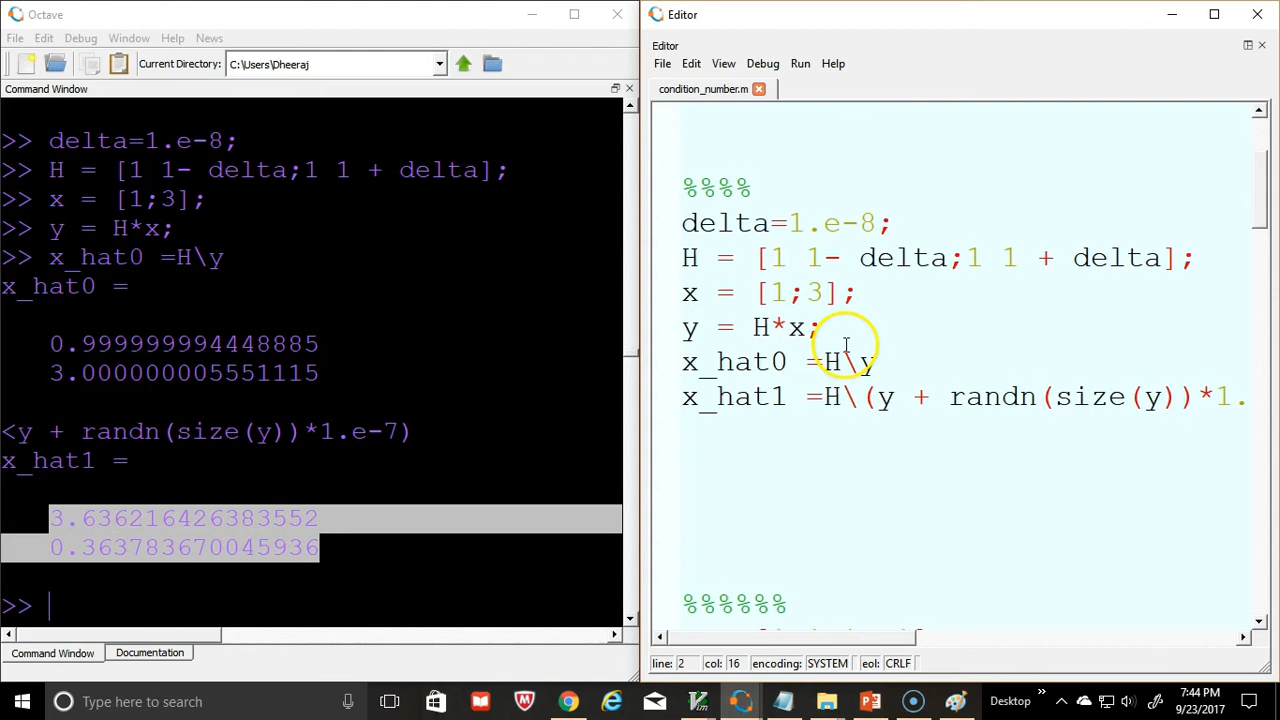 Octave
File Edit Debug Window Help News
Current Directory: C:\Users\Dheeraj
Command Window
>> delta=1.e-8;
>> H = [1 1- delta;1 1 + delta];
>> x = [1;3];
>> y = H*x;
>> x_hat0 =H\y
x_hat0 =
0.999999994448885
3.000000005551115
<y + randn(size(y))*1.e-7)
x_hat1 =
3.636216426383552
0.363783670045936
>>
Command Window Documentation
Editor
Editor
File Edit View Debug Run Help
condition_number.m
%%%%
delta=1.e-8;
H = [1 1- delta;1 1 + delta];
x = [1;3];
y = H*x;
x_hat0 =H\y
x_hat1 =H\(y + randn(size(y))*1.
%%%%%%
line: 2 col: 16 encoding: SYSTEM eol: CRLF
Type here to search
Desktop
7:44 PM
9/23/2017